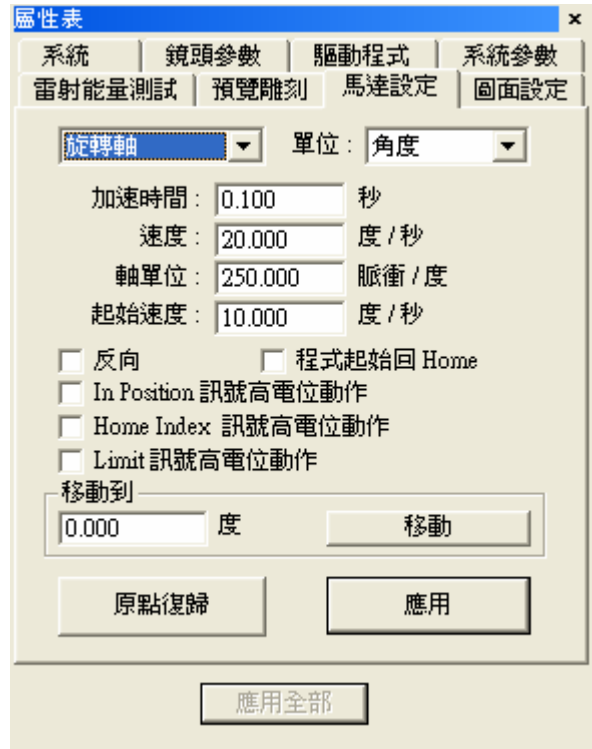 屬性表
系統 鏡頭參數 驅動程式 系統參數
雷射能量測試 預覽雕刻 馬達設定 圖面設定
旋轉軸 單位: 角度
加速時間: 0.100 秒
速度: 20.000 度/秒
軸單位: 250.000 脈衝/度
起始速度: 10.000 度/秒
反向 程式起始回 Home
In Position 訊號高電位動作
Home Index 訊號高電位動作
Limit 訊號高電位動作
移動到
0.000 度 移動
原點復歸 應用
應用全部